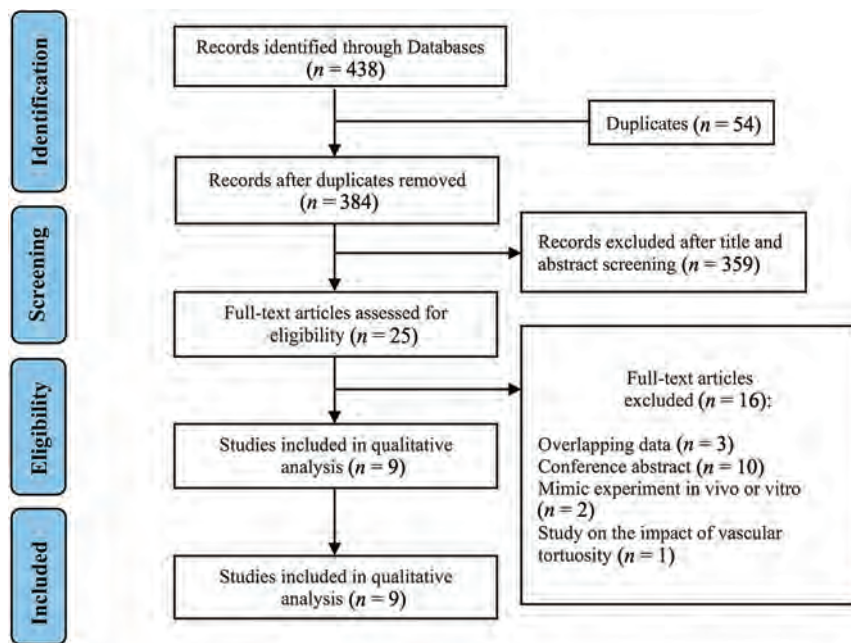 Identification
Records identified through Databases
(n = 438)
Duplicates (n = 54)
Records after duplicates removed
(n = 384)
Screening
Records excluded after title and
abstract screening (n = 359)
Full-text articles assessed for
eligibility (n = 25)
Eligibility
Full-text articles
excluded (n = 16):
Overlapping data (n = 3)
Conference abstract (n = 10)
Mimic experiment in vivo or vitro
(n = 2)
Study on the impact of vascular
tortuosity (n = 1)
Studies included in qualitative
analysis (n = 9)
Included
Studies included in qualitative
analysis (n = 9)